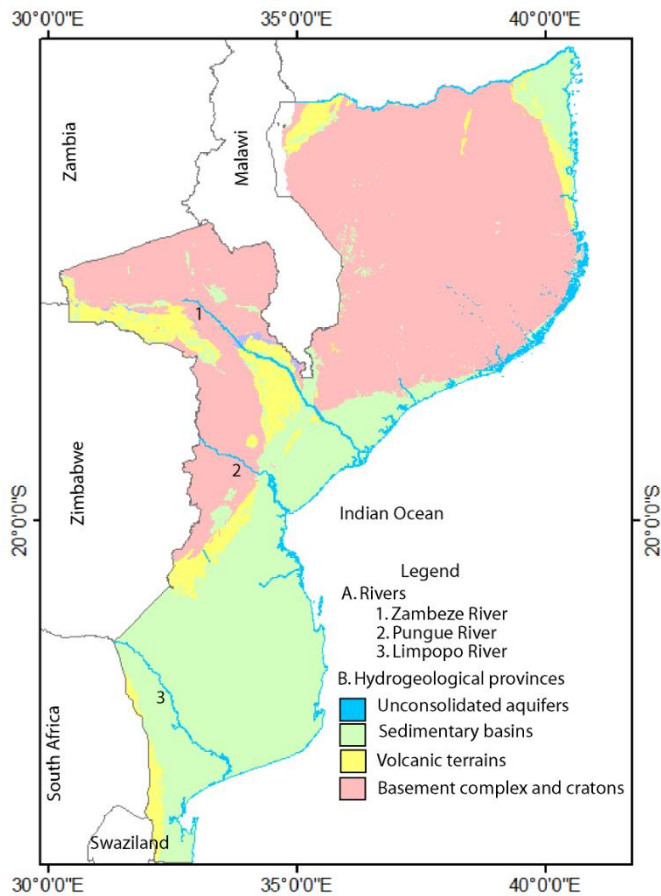 30°0'0"E 35°0'0"E 40°0'0"E
Zambia
Malawi
1
Zimbabwe
2
20°0'0"S
20°0'0"S
Indian Ocean
Legend
A. Rivers
1. Zambeze River
2. Pungue River
3. Limpopo River
B. Hydrogeological provinces
Unconsolidated aquifers
Sedimentary basins
Volcanic terrains
Basement complex and cratons
3
South Africa
Swaziland
30°0'0"E 35°0'0"E 40°0'0"E